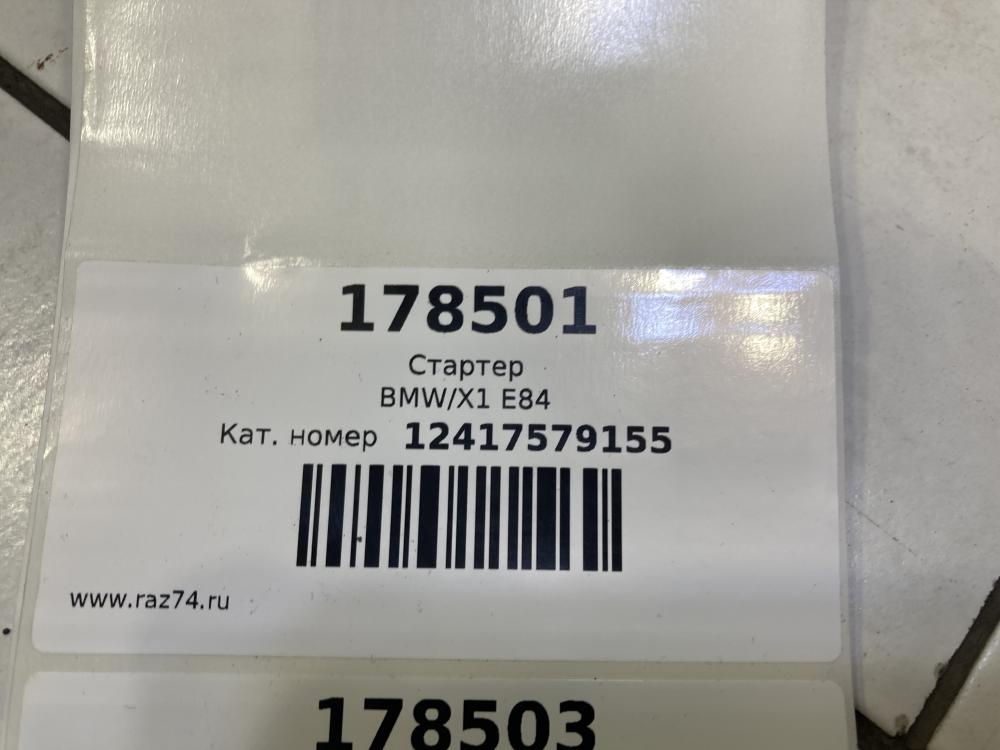 178501
Стартер
BMW/X1 E84
Кат. номер 12417579155
www.raz74.ru
178503